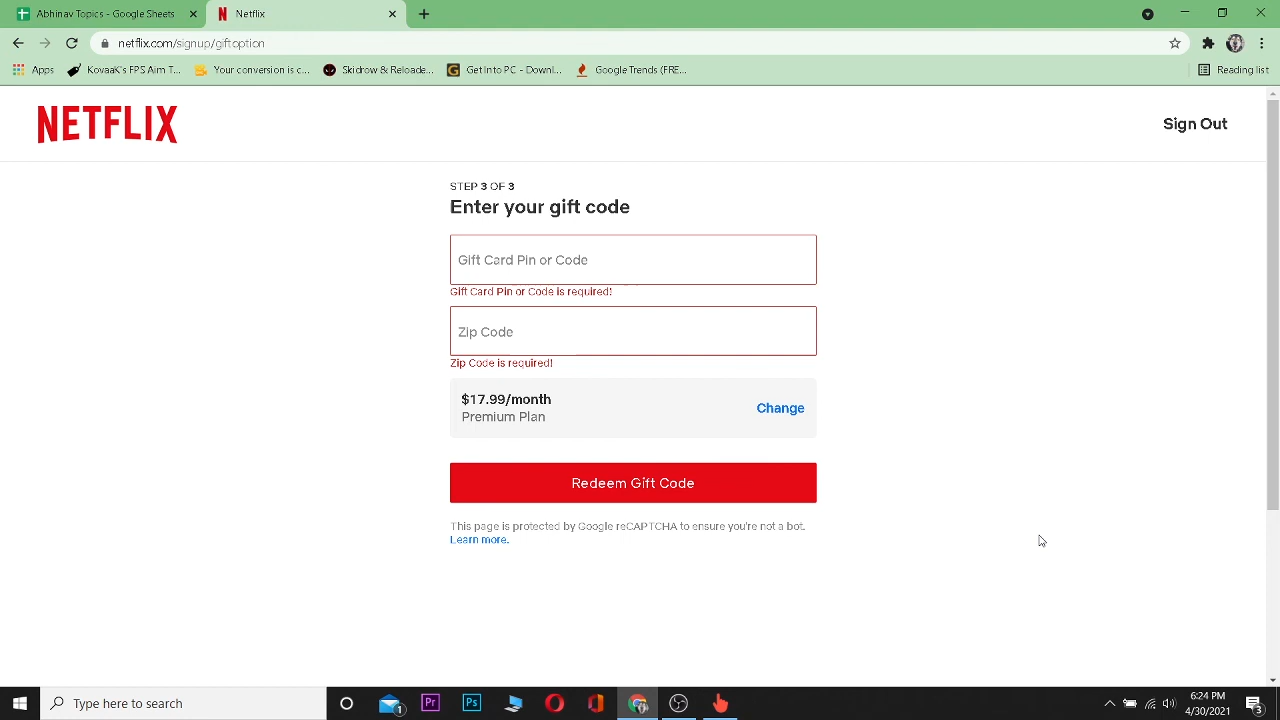 Abhinav Topics - Google Sheets
Netflix
netflix.com/signup/giftoption
Apps
KovaaK's FPS Aim T...
Your conversion is c...
Skidrow & Reloade...
Get Into PC - Downl...
Google Trends (FRE...
Reading list
NETFLIX
Sign Out
STEP 3 OF 3
Enter your gift code
Gift Card Pin or Code
Gift Card Pin or Code is required!
Zip Code
Zip Code is required!
$17.99/month
Premium Plan
Change
Redeem Gift Code
This page is protected by Google reCAPTCHA to ensure you're not a bot.
Learn more.
Type here to search
1
Pr
Ps
6:24 PM
4/30/2021
3